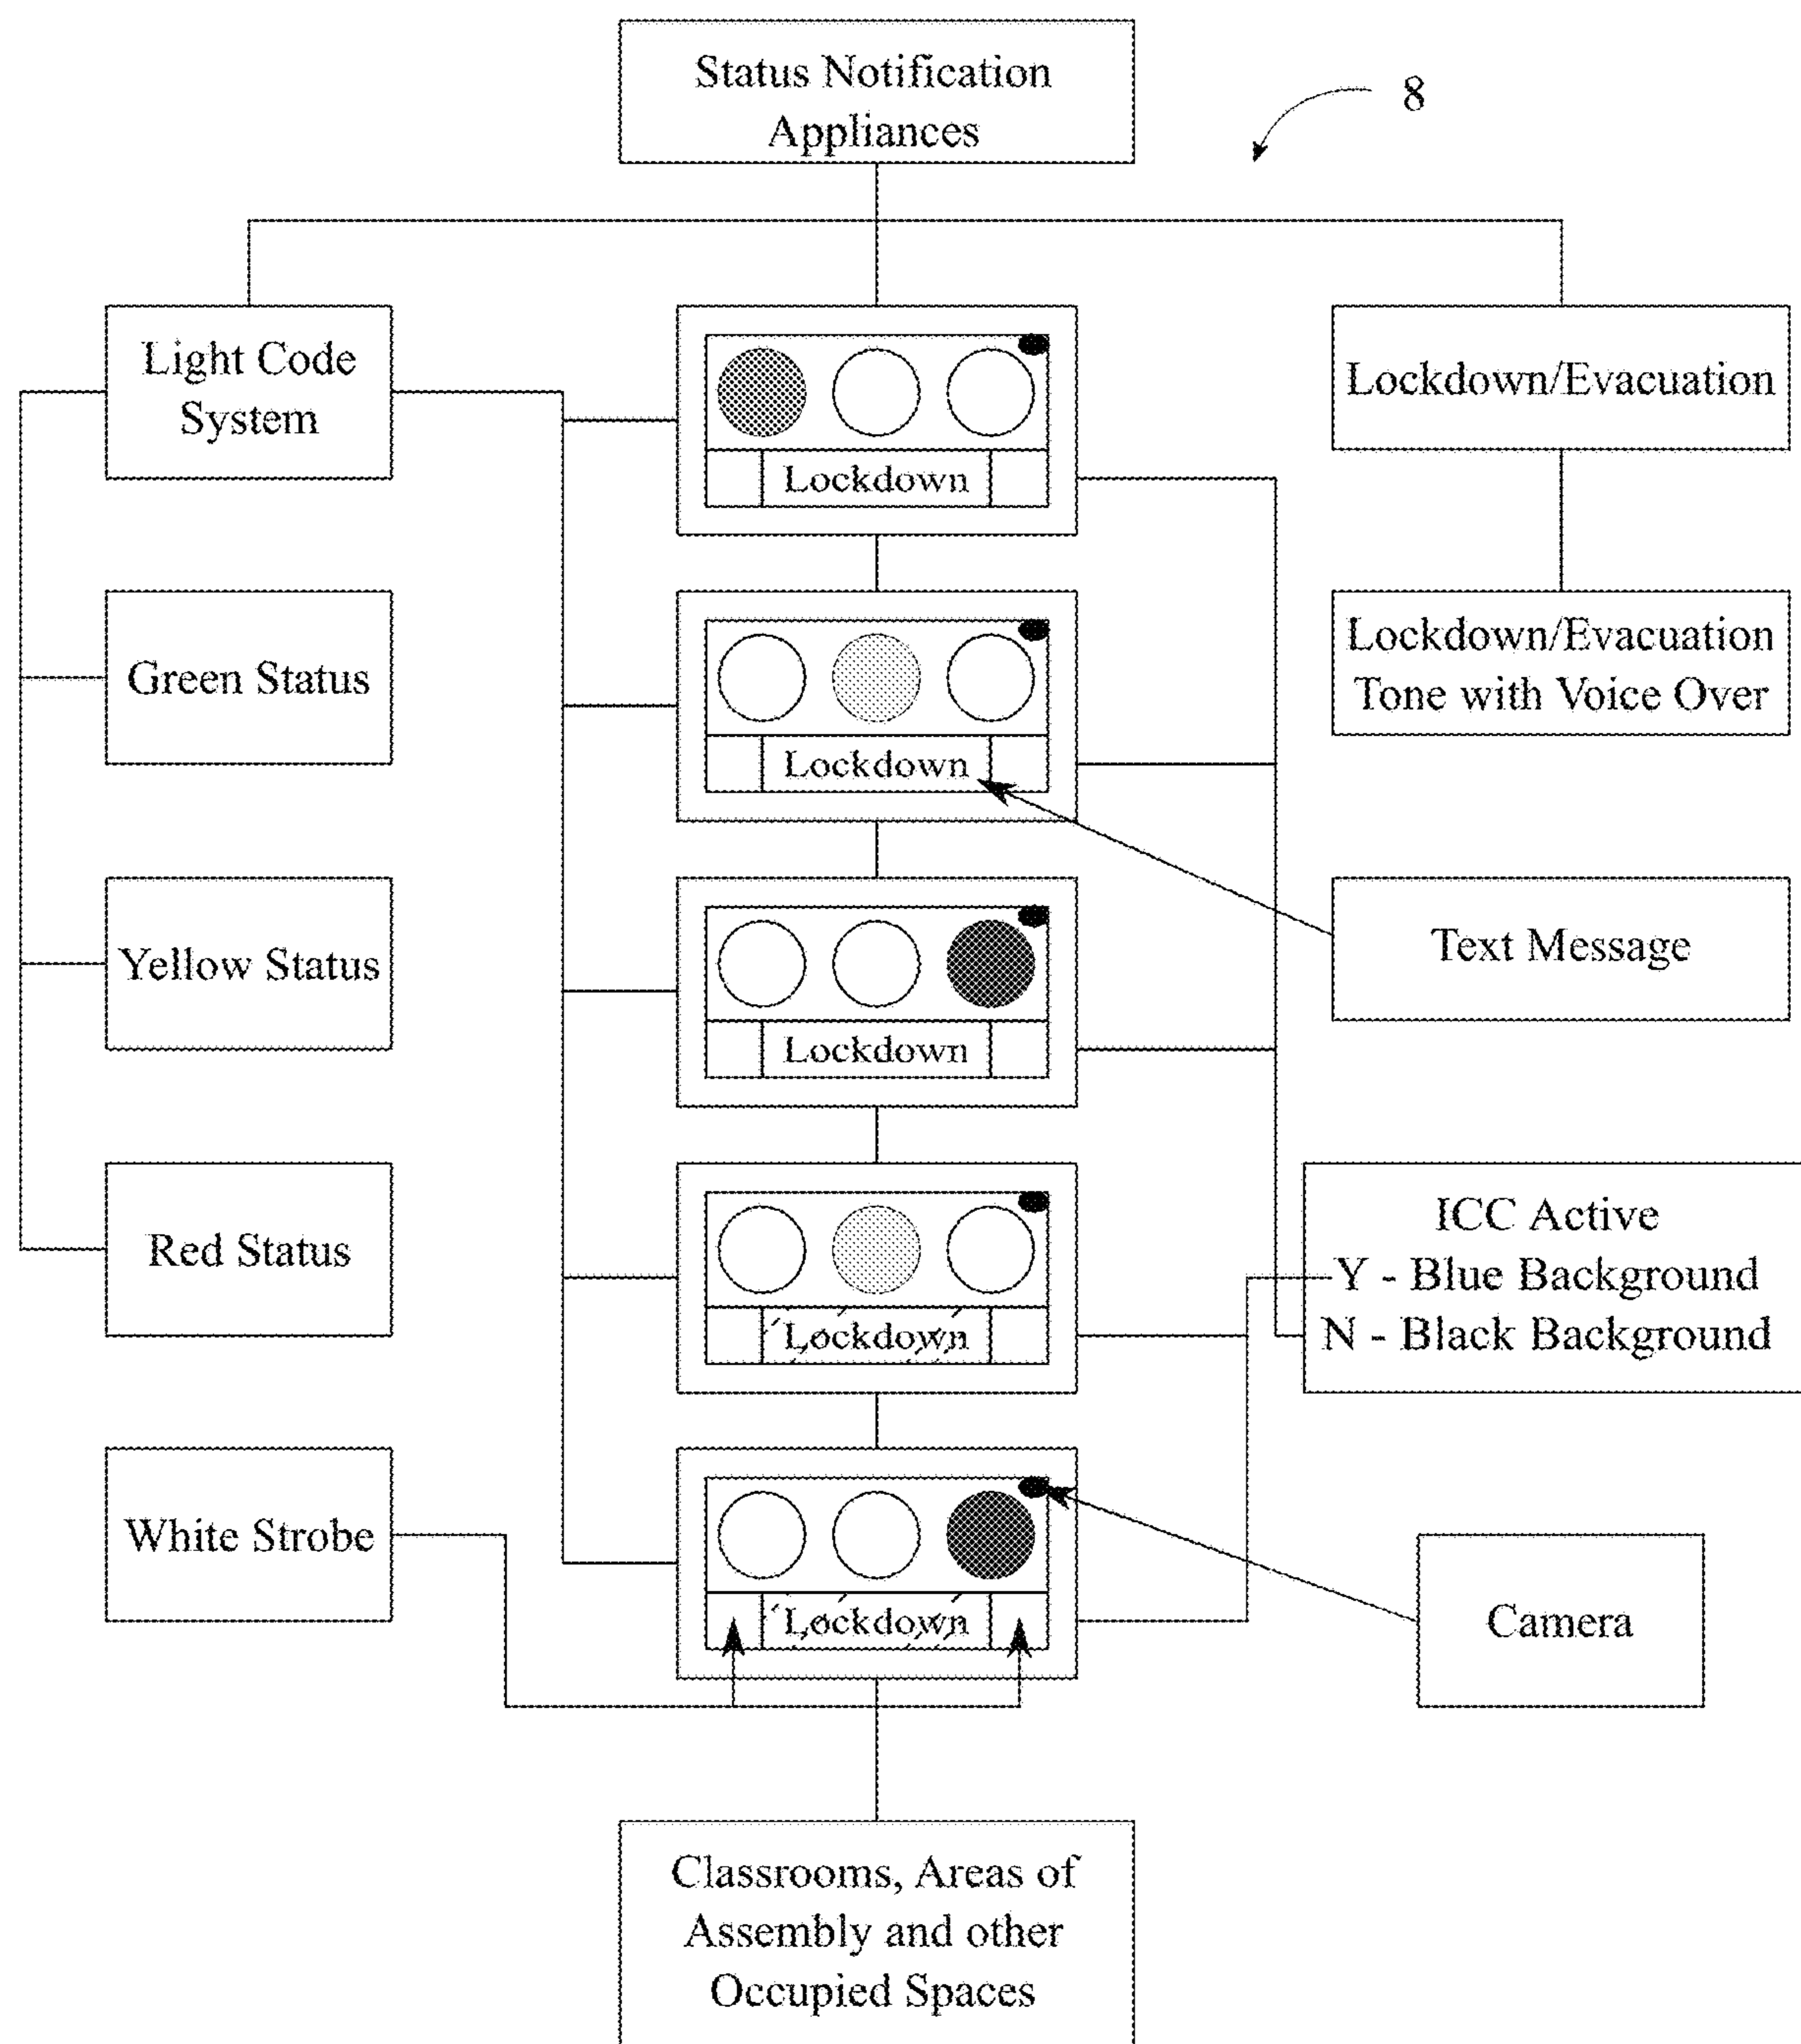 Status Notification
Appliances
8
Light Code
System
Lockdown
Lockdown/Evacuation
Green Status
Lockdown
Lockdown/Evacuation
Tone with Voice Over
Yellow Status
Lockdown
Text Message
Red Status
Lockdown
ICC Active
Y - Blue Background
N - Black Background
White Strobe
Lockdown
Camera
Classrooms, Areas of
Assembly and other
Occupied Spaces